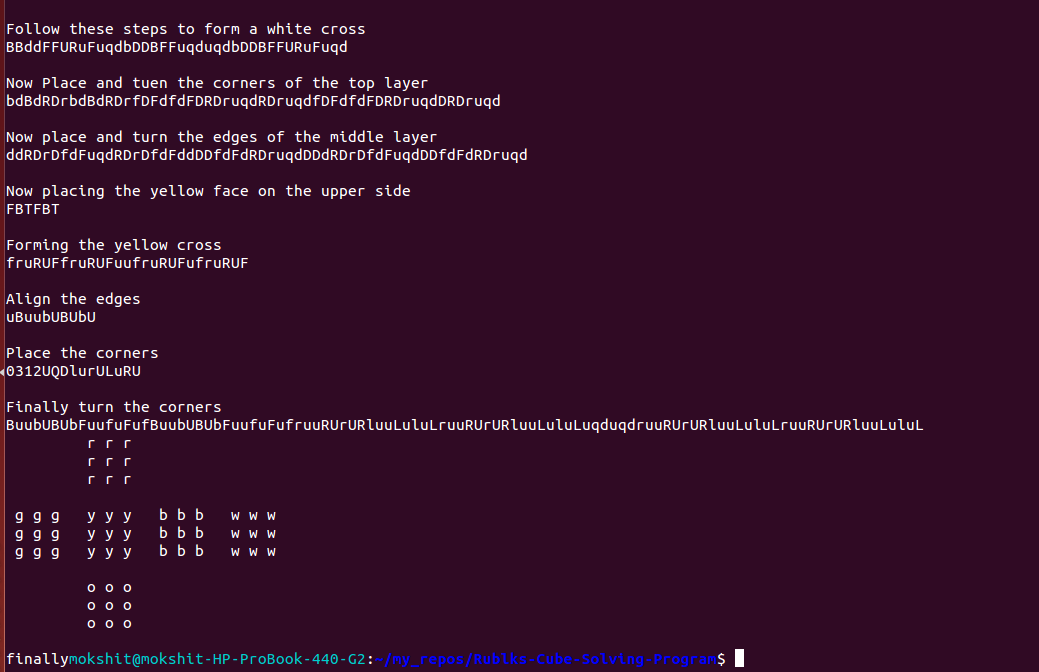 Follow these steps to form a white cross
BBddFFURuFuqdbDDBFFuqduqdbDDBFFURuFuqd
Now Place and tuen the corners of the top layer
bdBdRDrbdBdRDrfDFdfdFDRDruqdRDruqdfDFdfdFDRDruqdDRDruqd
Now place and turn the edges of the middle layer
ddRDrDfdFuqdRDrDfdFddDDfdFdRDruqdDDdRDrDfdFuqdDDfdFdRDruqd
Now placing the yellow face on the upper side
FBTFBT
Forming the yellow cross
fruRUFfruRUFuufruRUFufruRUF
Align the edges
uBuubUBUbU
Place the corners
0312UQDlurULuRU
Finally turn the corners
BuubUBUbFuufuFufBuubUBUbFuufuFufruuRUrURluuLuluLruuRUrURluuLuluLuqduqdruuRUrURluuLuluLruuRUrURluuLuluL
r r r
r r r
r r r
g g g y y y b b b w w w
g g g y y y b b b w w w
g g g y y y b b b w w w
o o o
o o o
o o o
finallymokshit@mokshit-HP-ProBook-440-G2:~/my_repos/Rubiks-Cube-Solving-Program$